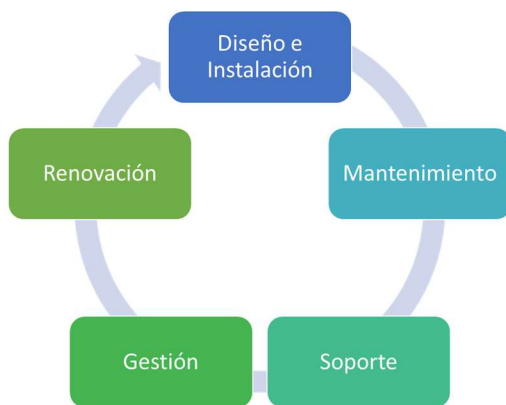 Diseño e
Instalación
Mantenimiento
Soporte
Gestión
Renovación